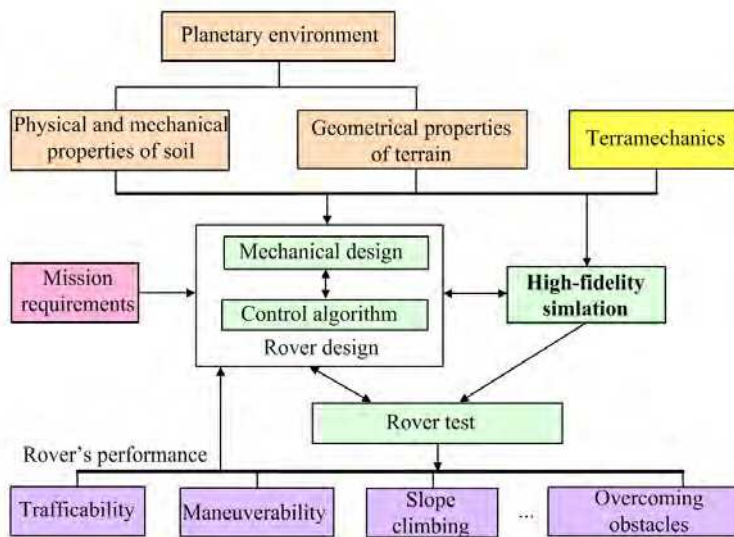 Planetary environment
Physical and mechanical
properties of soil
Geometrical properties
of terrain
Terramechanics
Mechanical design
Control algorithm
Rover design
Mission
requirements
High-fidelity
simlation
Rover test
Rover's performance
Trafficability
Maneuverability
Slope
climbing
...
Overcoming
obstacles